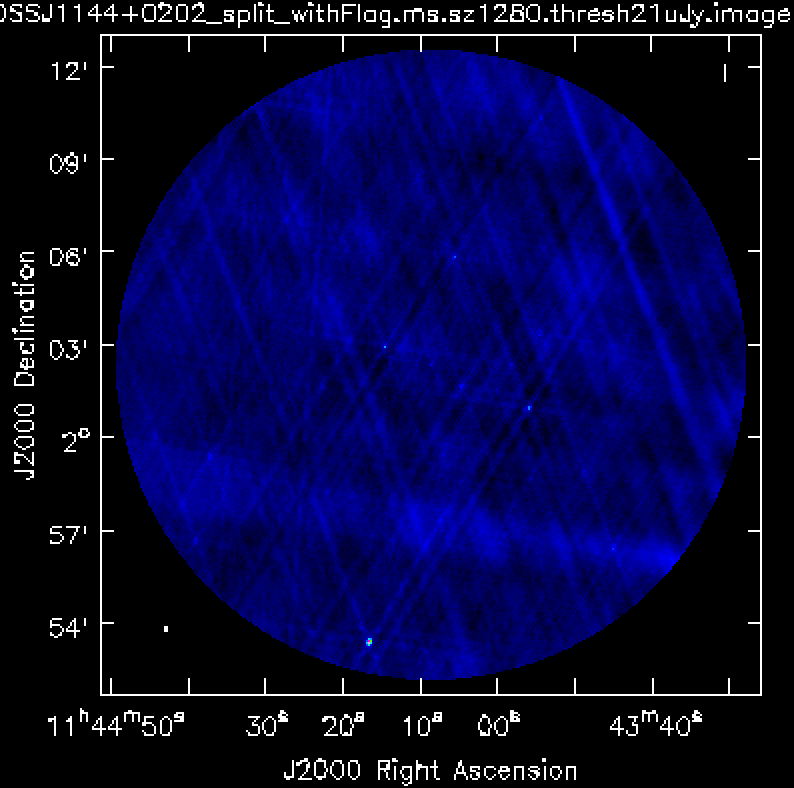 0SSJ1144+0202_split_withFlag.ms.sz1280.thresh21uJy.image
12'
09'
06'
03'
2°
57'
54'
J2000 Declination
11ʰ44ᵐ50ˢ 30ˢ 20ˢ 10ˢ 00ˢ 43ᵐ40ˢ
J2000 Right Ascension